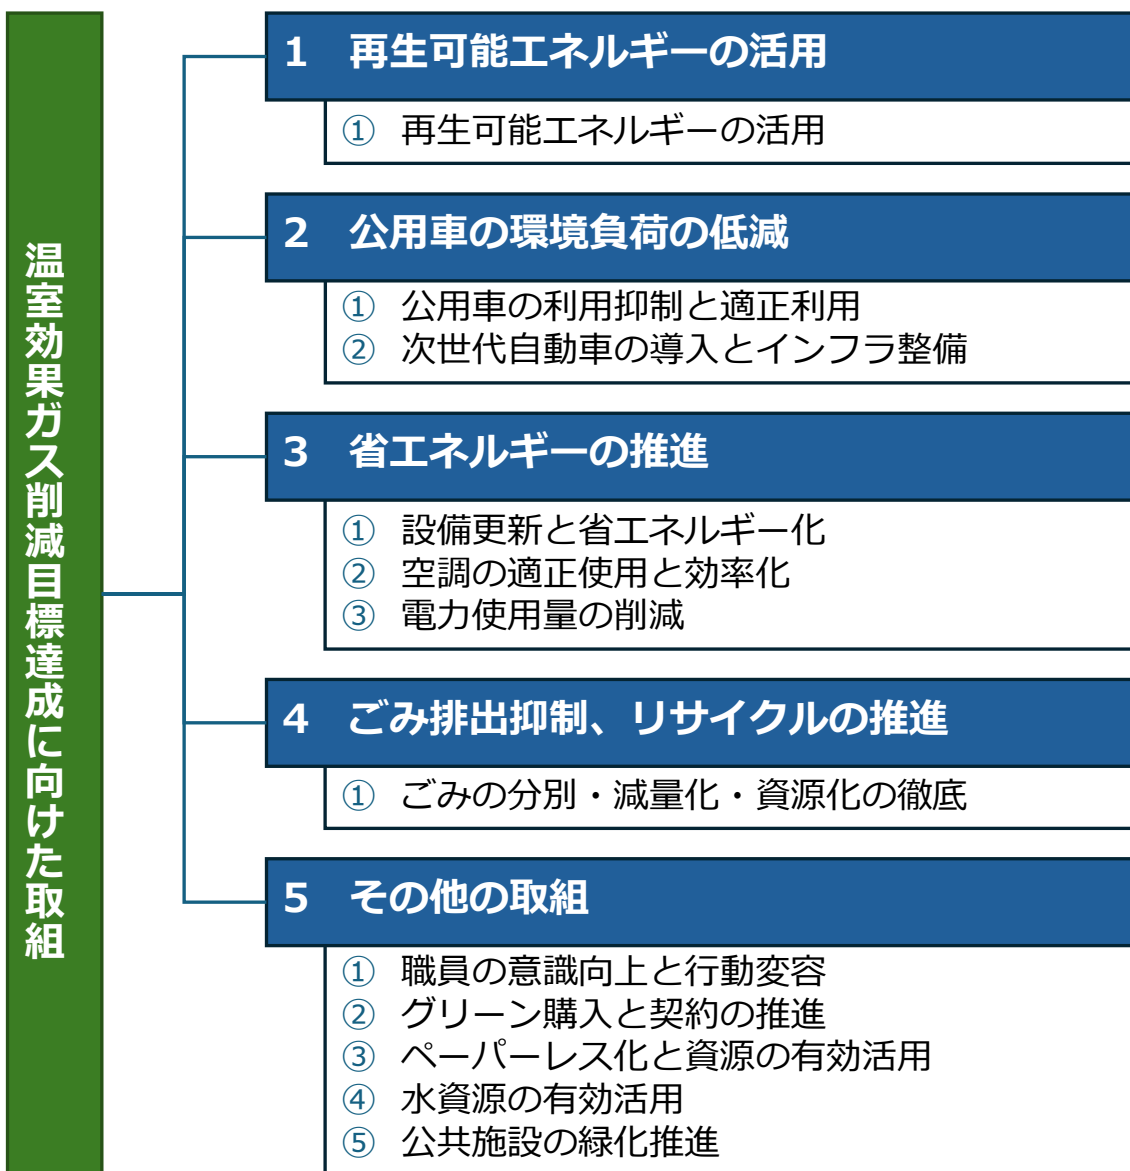 温室効果ガス削減目標達成に向けた取組
1 再生可能エネルギーの活用
① 再生可能エネルギーの活用
2 公用車の環境負荷の低減
① 公用車の利用抑制と適正利用
② 次世代自動車の導入とインフラ整備
3 省エネルギーの推進
① 設備更新と省エネルギー化
② 空調の適正使用と効率化
③ 電力使用量の削減
4 ごみ排出抑制、リサイクルの推進
① ごみの分別・減量化・資源化の徹底
5 その他の取組
① 職員の意識向上と行動変容
② グリーン購入と契約の推進
③ ペーパーレス化と資源の有効活用
④ 水資源の有効活用
⑤ 公共施設の緑化推進